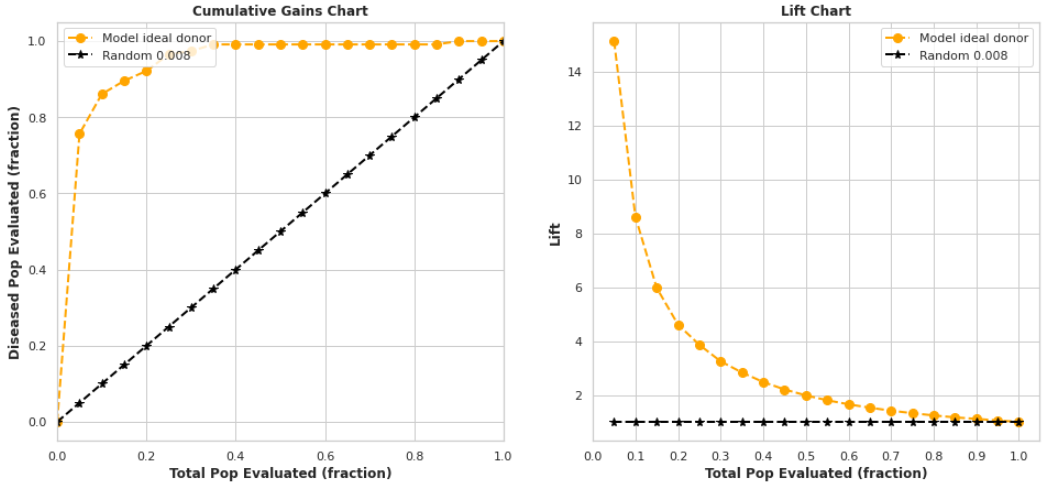 Cumulative Gains Chart
Model ideal donor
Random 0.008
Diseased Pop Evaluated (fraction)
1.0
0.8
0.6
0.4
0.2
0.0
0.0 0.2 0.4 0.6 0.8 1.0
Total Pop Evaluated (fraction)
Lift Chart
Model ideal donor
Random 0.008
Lift
14
12
10
8
6
4
2
0.0 0.1 0.2 0.3 0.4 0.5 0.6 0.7 0.8 0.9 1.0
Total Pop Evaluated (fraction)